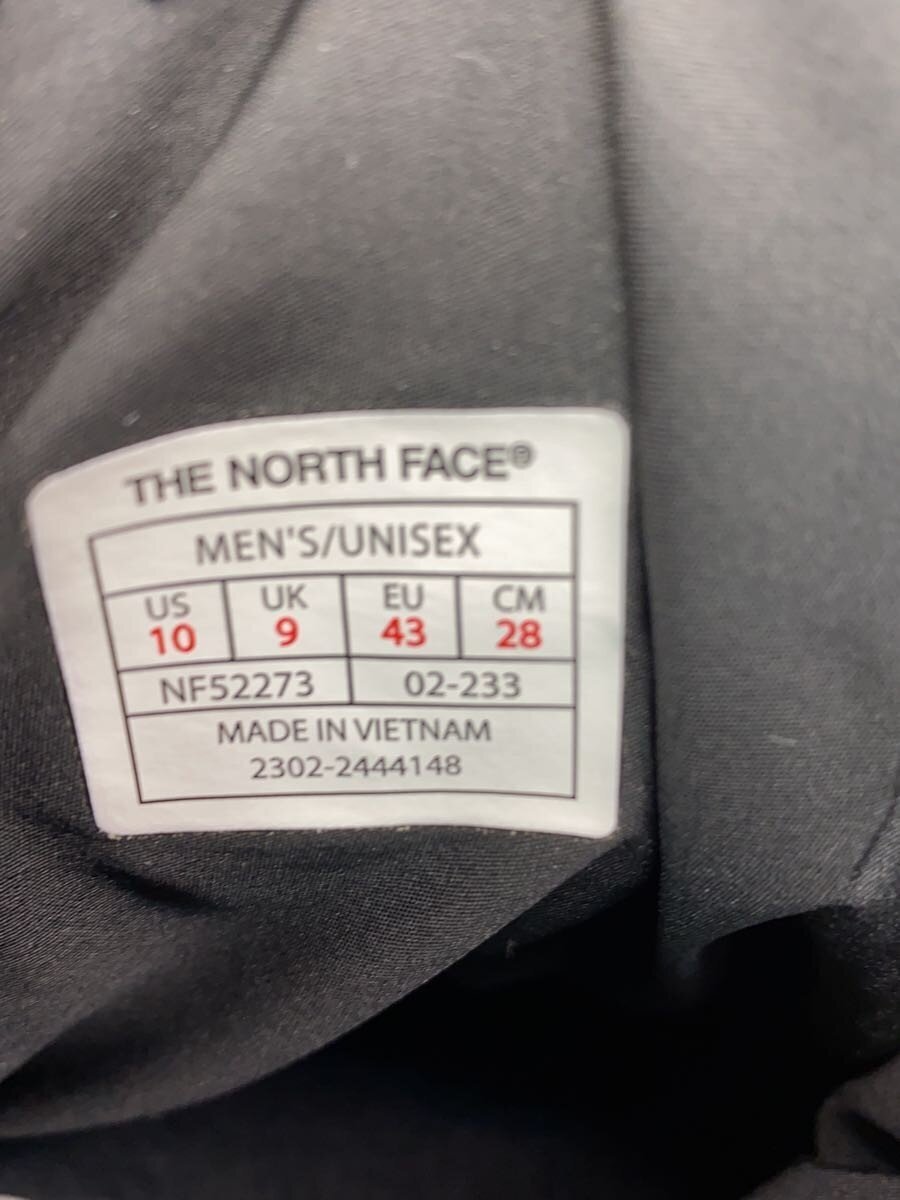 THE NORTH FACE®
MEN'S/UNISEX
US UK EU CM
10 9 43 28
NF52273 02-233
MADE IN VIETNAM
2302-2444148